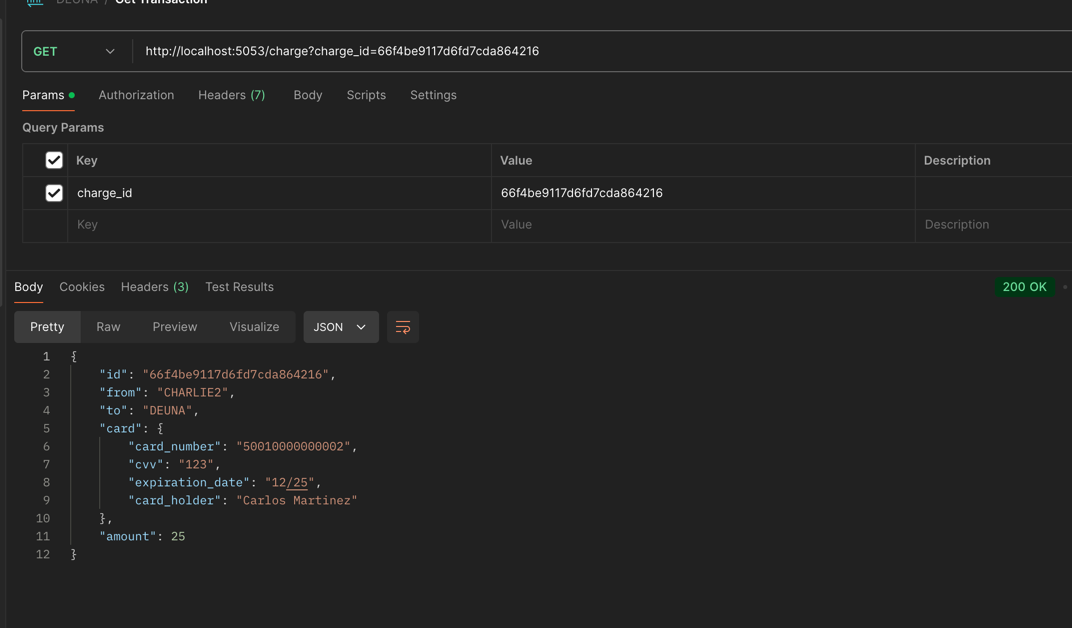 DEUNA / Get Transaction
GET http://localhost:5053/charge?charge_id=66f4be9117d6fd7cda864216
Params Authorization Headers (7) Body Scripts Settings
Query Params
Key Value Description
charge_id 66f4be9117d6fd7cda864216
Key Value Description
Body Cookies Headers (3) Test Results 200 OK
Pretty Raw Preview Visualize JSON
1 {
2 "id": "66f4be9117d6fd7cda864216",
3 "from": "CHARLIE2",
4 "to": "DEUNA",
5 "card": {
6 "card_number": "50010000000002",
7 "cvv": "123",
8 "expiration_date": "12/25",
9 "card_holder": "Carlos Martinez"
10 },
11 "amount": 25
12 }